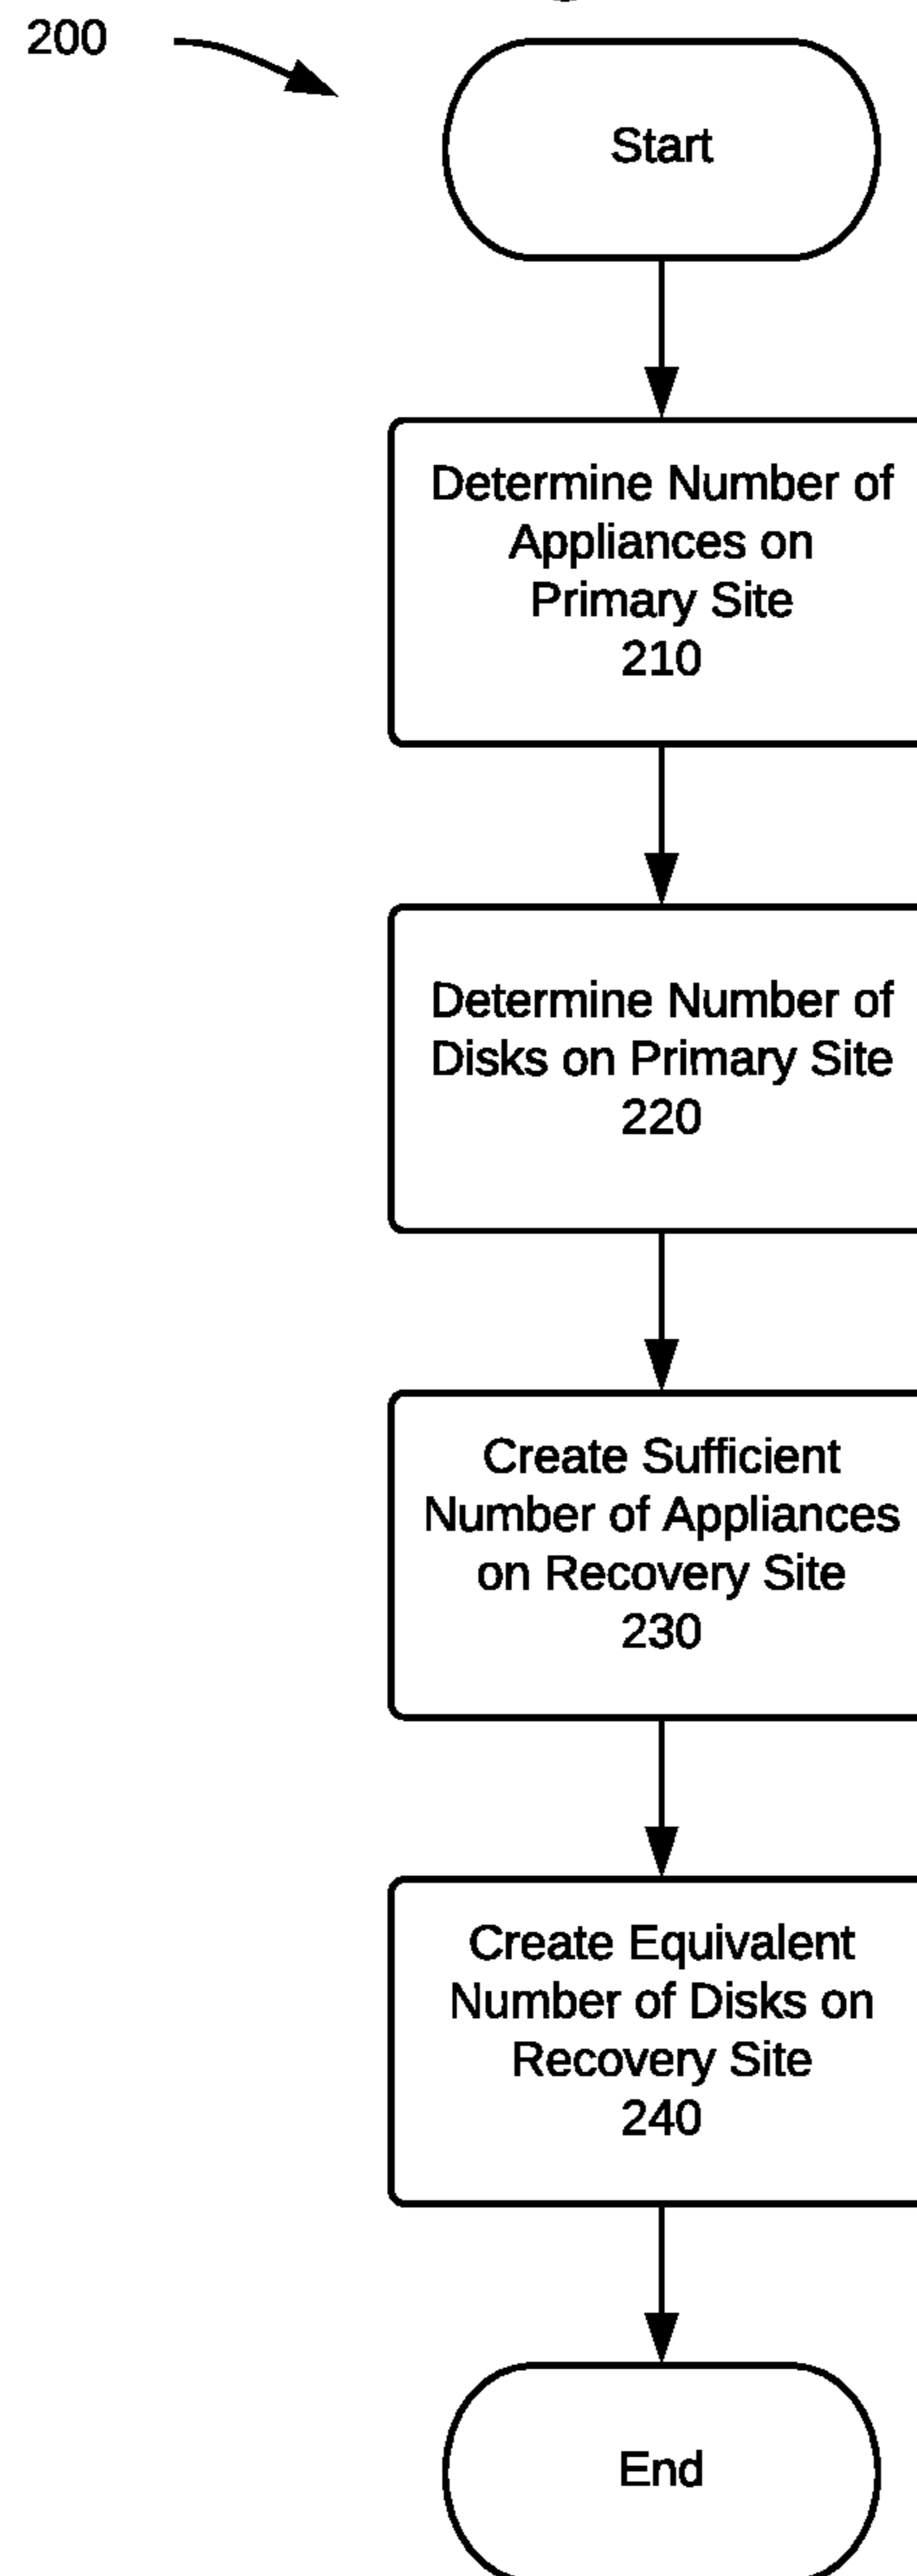 200
Start
Determine Number of
Appliances on
Primary Site
210
Determine Number of
Disks on Primary Site
220
Create Sufficient
Number of Appliances
on Recovery Site
230
Create Equivalent
Number of Disks on
Recovery Site
240
End